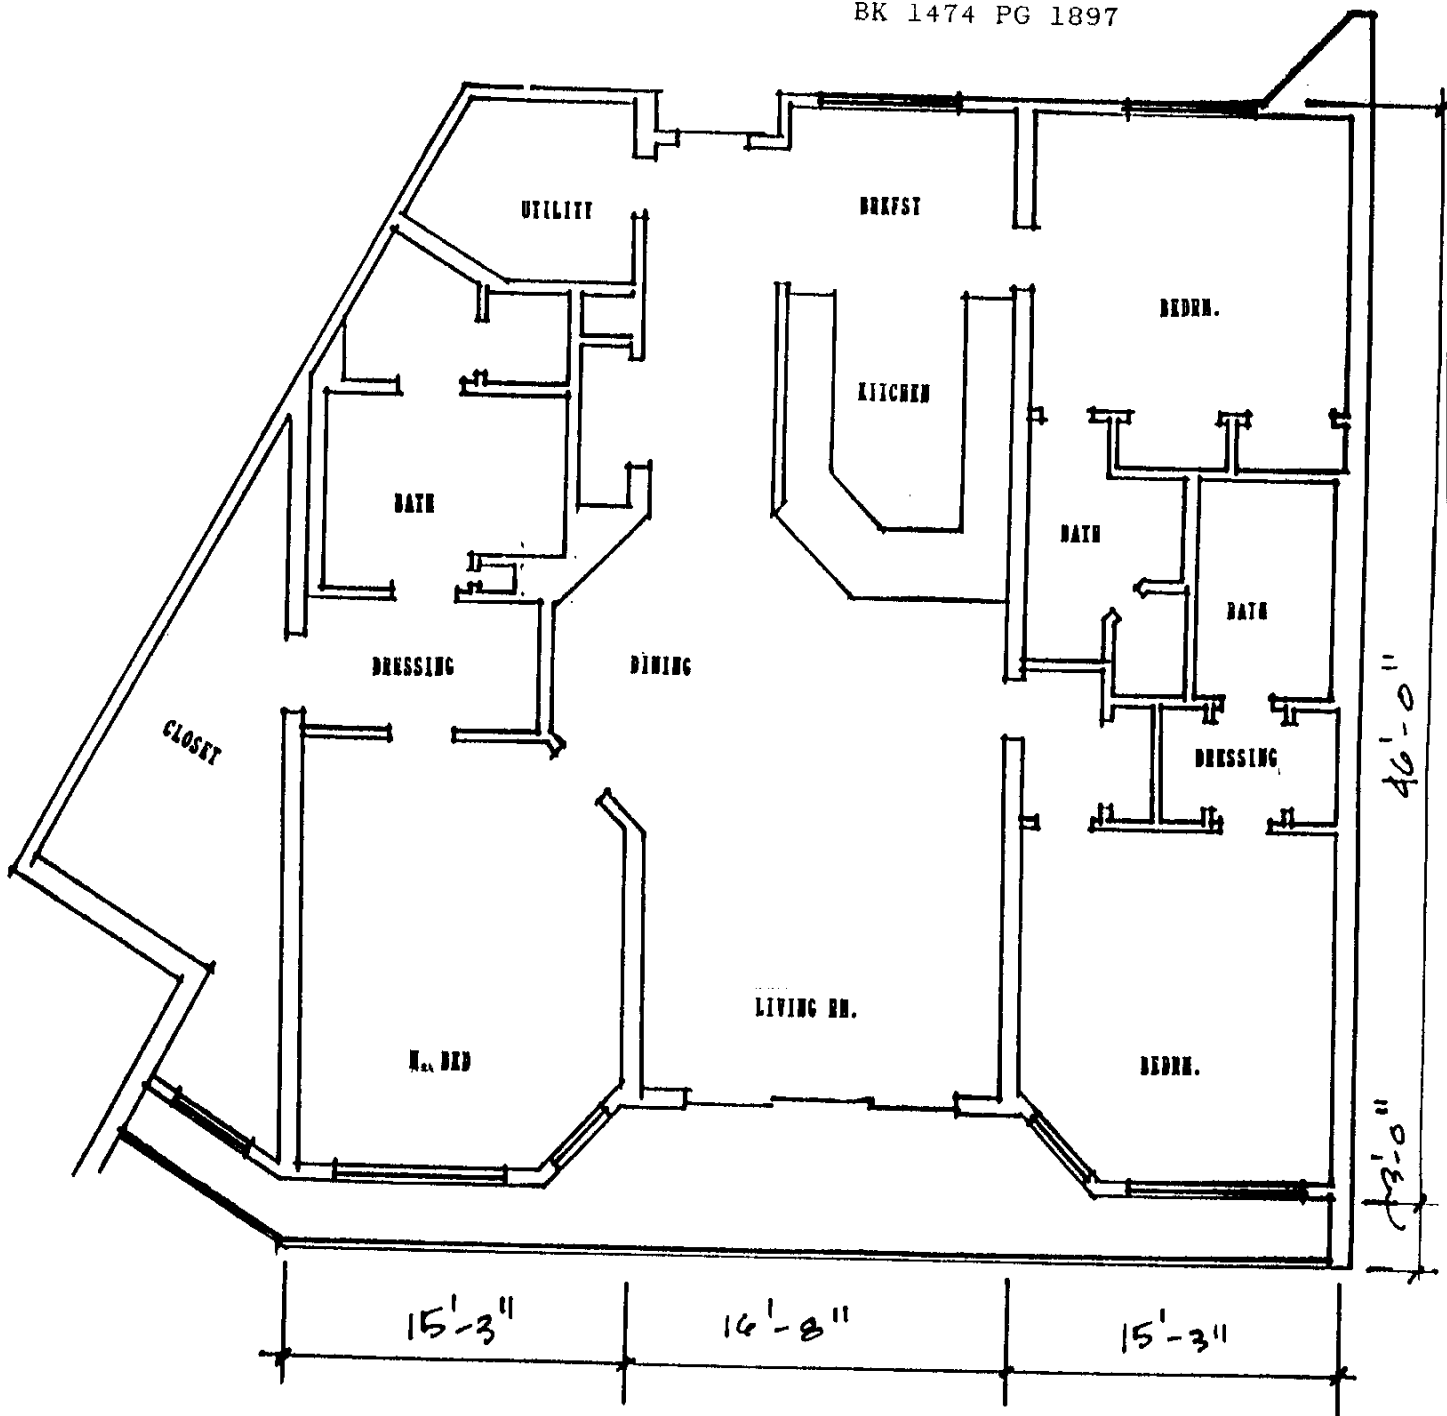 BK 1474 PG 1897
UTILITY
BRKFST
BEDRM.
KITCHEN
BATH
BATH
BATH
DRESSING
DINING
CLOSET
DRESSING
46'-0"
LIVING RM.
BED
BEDRM.
3'-0"
15'-3"
16'-8"
15'-3"